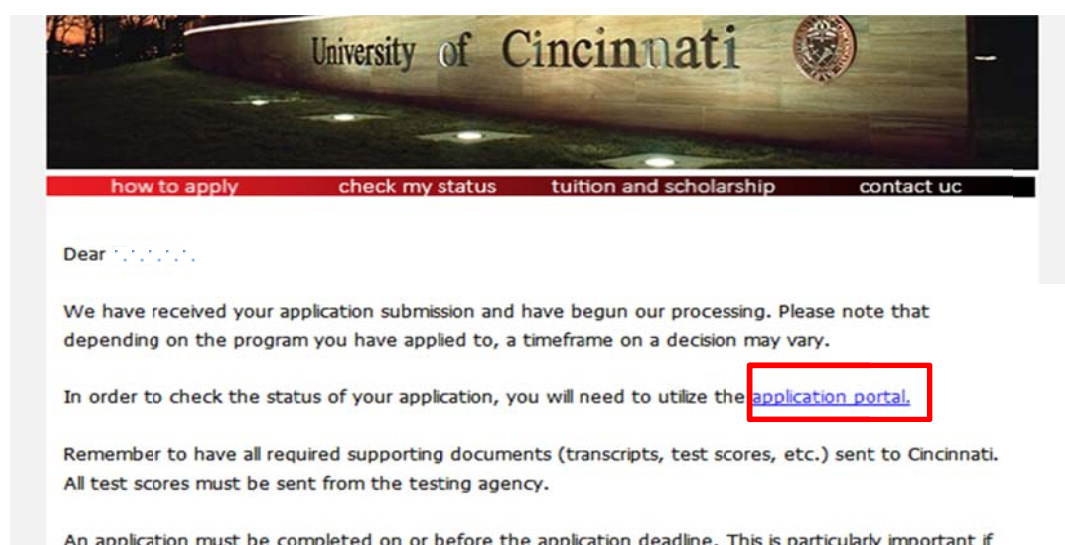 University of Cincinnati
how to apply check my status tuition and scholarship contact uc
Dear
We have received your application submission and have begun our processing. Please note that
depending on the program you have applied to, a timeframe on a decision may vary.
In order to check the status of your application, you will need to utilize the application portal.
Remember to have all required supporting documents (transcripts, test scores, etc.) sent to Cincinnati.
All test scores must be sent from the testing agency.
An application must be completed on or before the application deadline. This is particularly important if